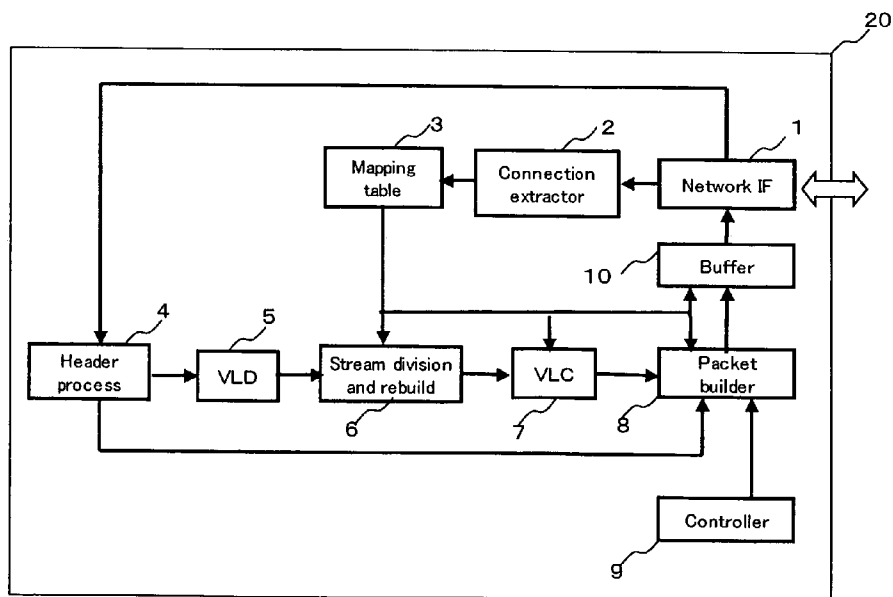 20
3
2
1
Mapping
table
Connection
extractor
Network IF
10
Buffer
4
5
Header
process
VLD
Stream division
and rebuild
VLC
Packet
builder
6
7
8
Controller
9